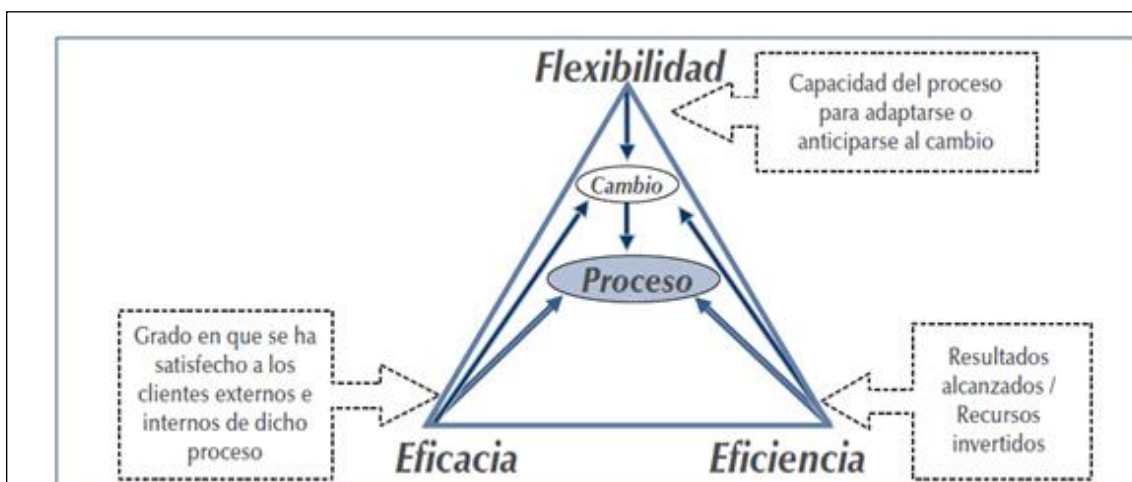 Flexibilidad
Capacidad del proceso
para adaptarse o
anticiparse al cambio
Cambio
Proceso
Grado en que se ha
satisfecho a los
clientes externos e
internos de dicho
proceso
Resultados
alcanzados /
Recursos
invertidos
Eficacia
Eficiencia